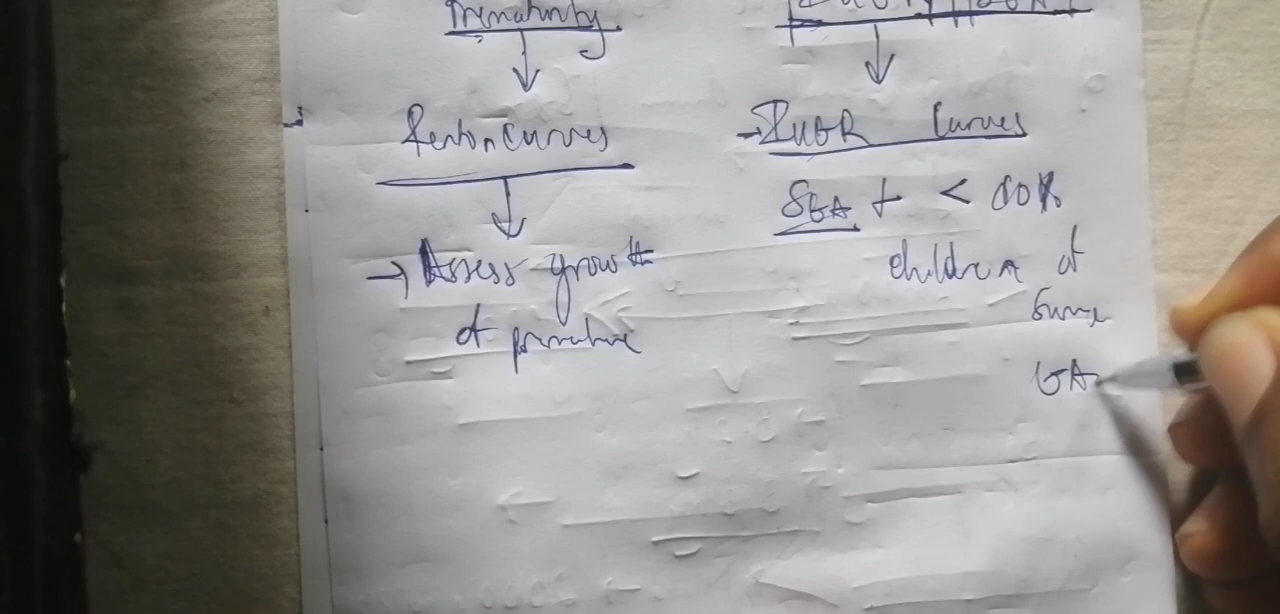 Prematurity
Fenton Curves
→ Assess growth
of premature
→ IUGR Curves
SGA + < 10%
children of
same
GA